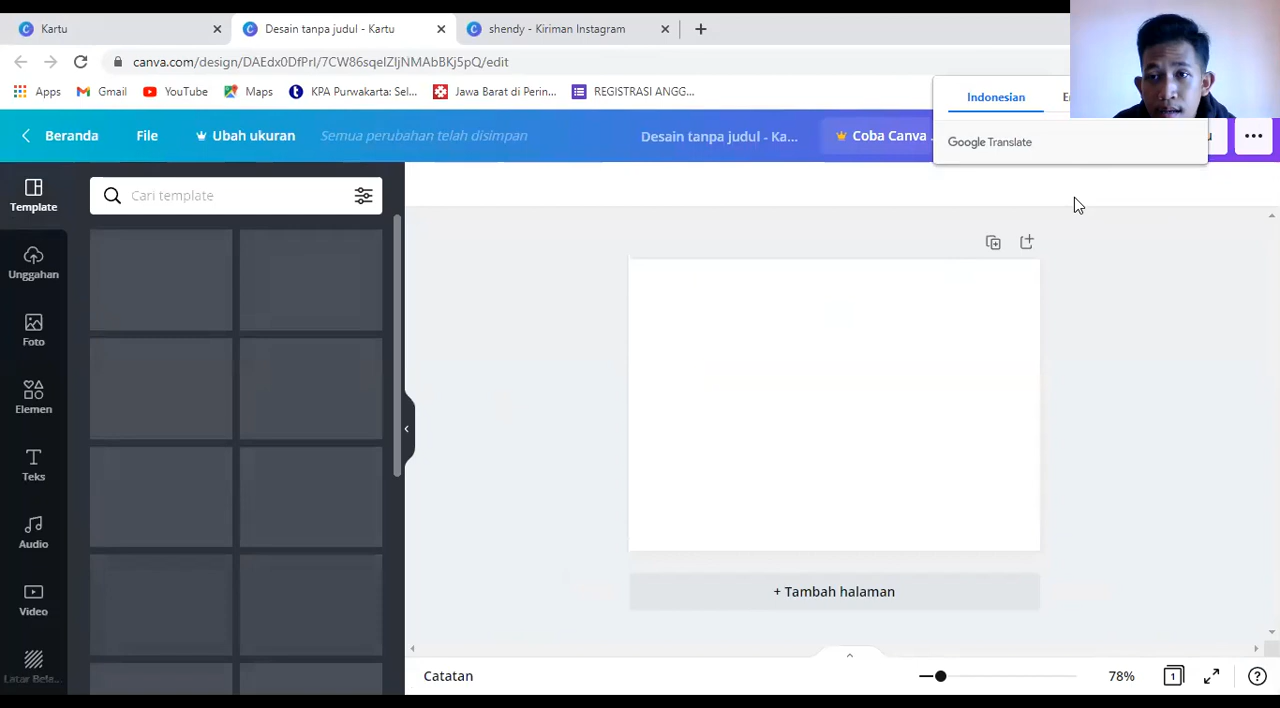 Kartu
Desain tanpa judul - Kartu
shendy - Kiriman Instagram
canva.com/design/DAEdx0DfPrI/7CW86sqeIZIjNMAbBKj5pQ/edit
Apps
Gmail
YouTube
Maps
KPA Purwakarta: Sel...
Jawa Barat di Perin...
REGISTRASI ANGG...
Indonesian
Google Translate
Beranda
File
Ubah ukuran
Semua perubahan telah disimpan
Desain tanpa judul - Ka...
Coba Canva
Template
Cari template
Unggahan
Foto
Elemen
Teks
Audio
Video
Latar Bela...
+ Tambah halaman
Catatan
78%
1